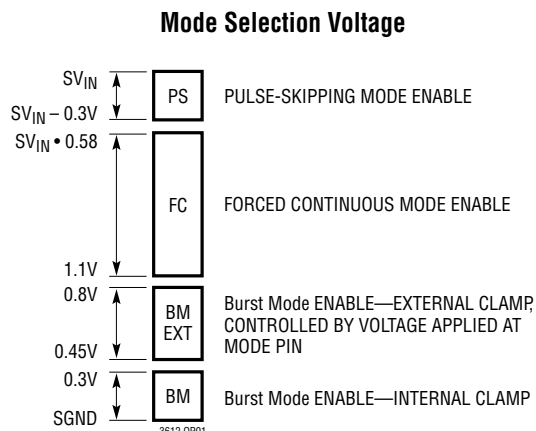 Mode Selection Voltage
SVIN
SVIN – 0.3V
PS
PULSE-SKIPPING MODE ENABLE
SVIN • 0.58
1.1V
FC
FORCED CONTINUOUS MODE ENABLE
0.8V
0.45V
BM
EXT
Burst Mode ENABLE—EXTERNAL CLAMP,
CONTROLLED BY VOLTAGE APPLIED AT
MODE PIN
0.3V
SGND
BM
Burst Mode ENABLE—INTERNAL CLAMP